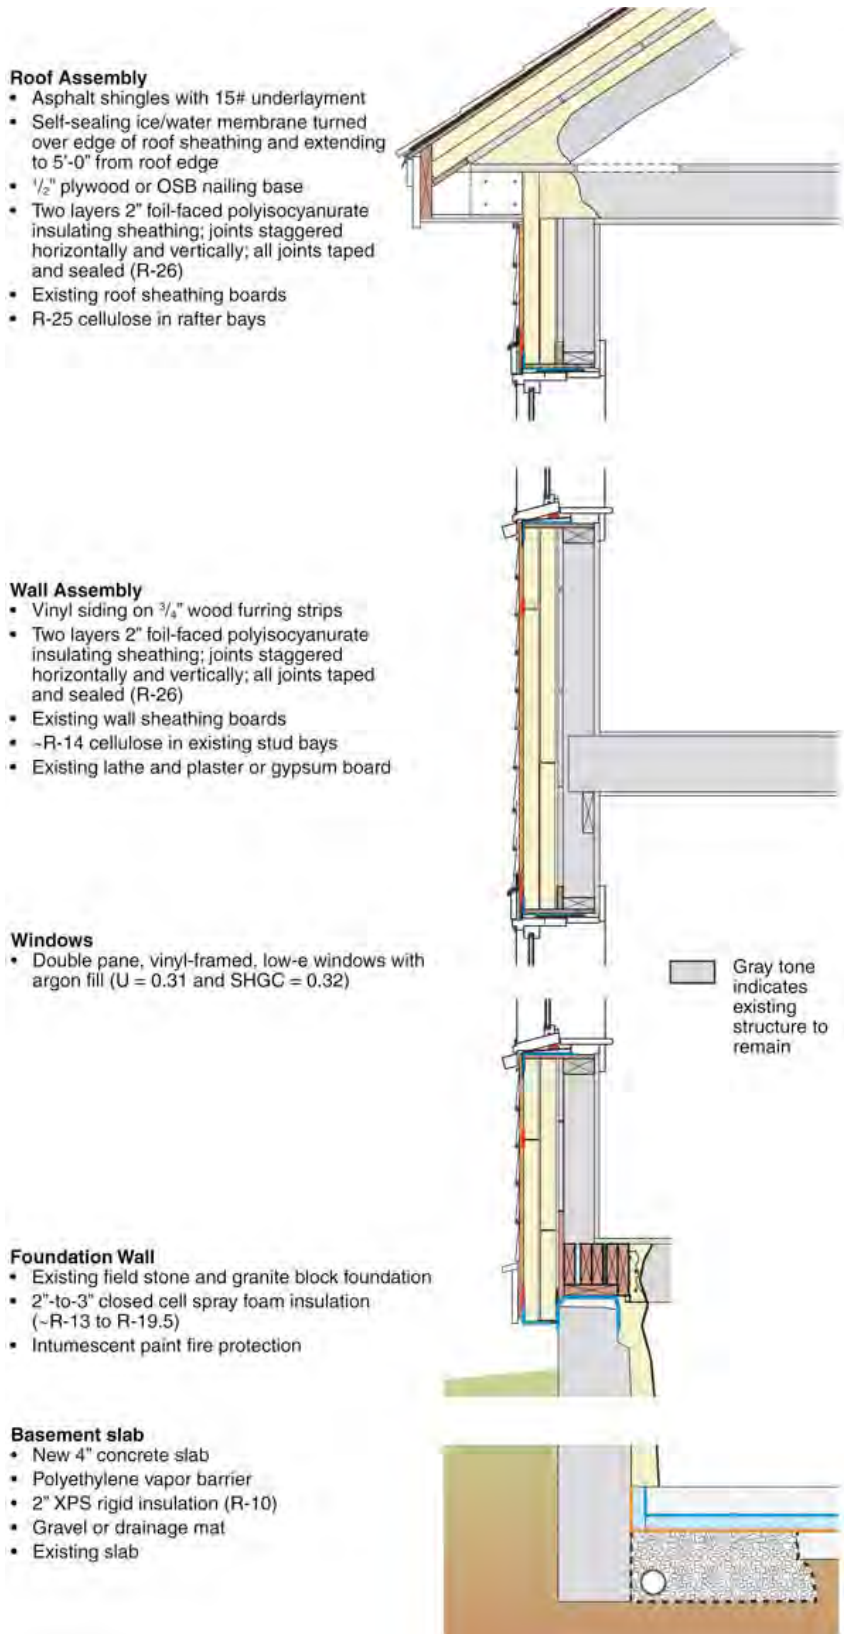 Roof Assembly
• Asphalt shingles with 15# underlayment
• Self-sealing ice/water membrane turned
over edge of roof sheathing and extending
to 5'-0" from roof edge
• 1/2" plywood or OSB nailing base
• Two layers 2" foil-faced polyisocyanurate
insulating sheathing; joints staggered
horizontally and vertically; all joints taped
and sealed (R-26)
• Existing roof sheathing boards
• R-25 cellulose in rafter bays
Wall Assembly
• Vinyl siding on 3/4" wood furring strips
• Two layers 2" foil-faced polyisocyanurate
insulating sheathing; joints staggered
horizontally and vertically; all joints taped
and sealed (R-26)
• Existing wall sheathing boards
• ~R-14 cellulose in existing stud bays
• Existing lathe and plaster or gypsum board
Windows
• Double pane, vinyl-framed, low-e windows with
argon fill (U = 0.31 and SHGC = 0.32)
Gray tone
indicates
existing
structure to
remain
Foundation Wall
• Existing field stone and granite block foundation
• 2"-to-3" closed cell spray foam insulation
(~R-13 to R-19.5)
• Intumescent paint fire protection
Basement slab
• New 4" concrete slab
• Polyethylene vapor barrier
• 2" XPS rigid insulation (R-10)
• Gravel or drainage mat
• Existing slab